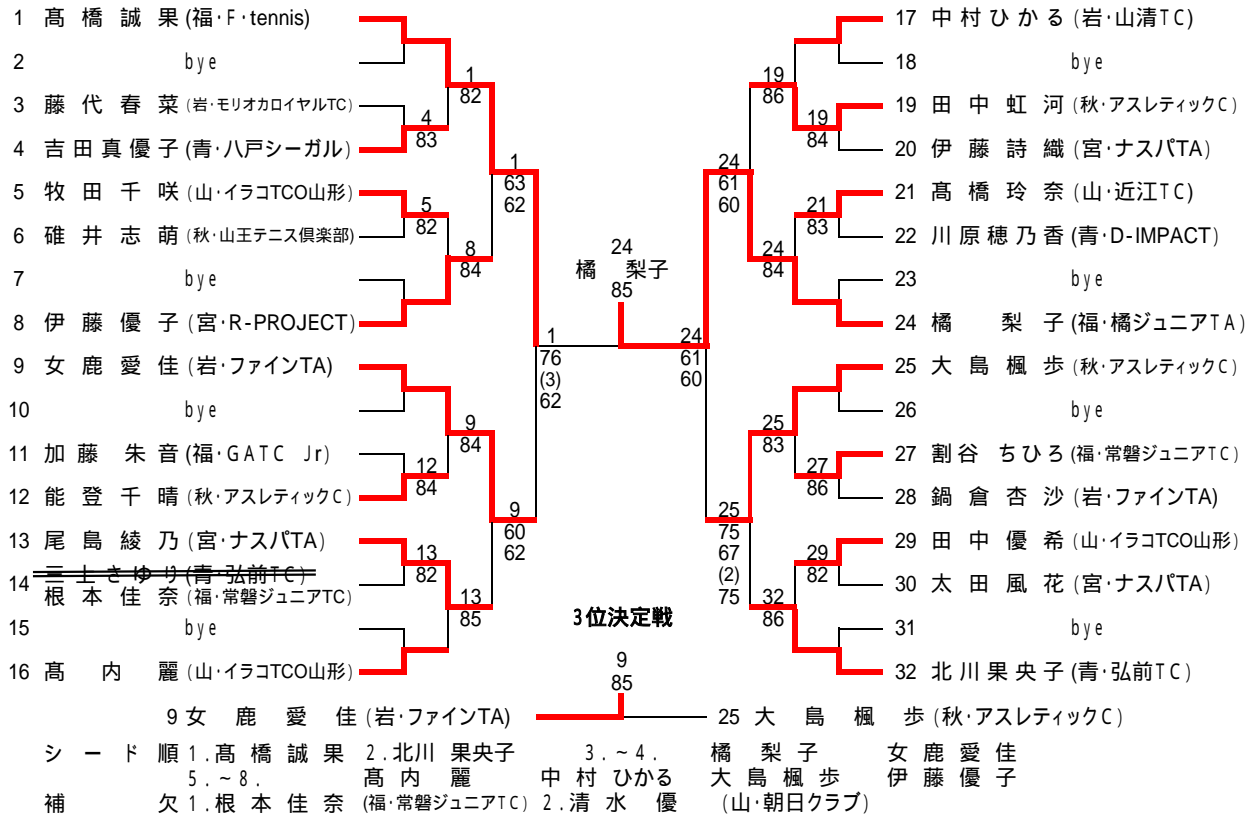 1 髙橋誠果 (福･F･tennis)
2 bye
3 藤代春菜 (岩･モリオカロイヤルTC)
4 吉田真優子 (青･八戸シーガル)
5 牧田千咲 (山･イラコTCO山形)
6 碓井志萌 (秋･山王テニス倶楽部)
7 bye
8 伊藤優子 (宮･R-PROJECT)
9 女鹿愛佳 (岩･ファインTA)
10 bye
11 加藤朱音 (福･GATC Jr)
12 能登千晴 (秋･アスレティックC)
13 尾島綾乃 (宮･ナスパTA)
三上さゆり (青･弘前TC)
14 根本佳奈 (福･常磐ジュニアTC)
15 bye
16 髙内麗 (山･イラコTCO山形)
1
82
4
83
5
82
8
84
9
84
12
84
13
82
13
85
1
63
62
9
60
62
1
76
(3)
62
24
橘 梨子
85
24
61
60
24
61
60
25
75
67
(2)
75
19
86
19
84
21
83
24
84
25
83
27
86
29
82
32
86
17 中村ひかる (岩･山清TC)
18 bye
19 田中虹河 (秋･アスレティックC)
20 伊藤詩織 (宮･ナスパTA)
21 髙橋玲奈 (山･近江TC)
22 川原穂乃香 (青･D-IMPACT)
23 bye
24 橘梨子 (福･橘ジュニアTA)
25 大島楓歩 (秋･アスレティックC)
26 bye
27 割谷ちひろ (福･常磐ジュニアTC)
28 鍋倉杏沙 (岩･ファインTA)
29 田中優希 (山･イラコTCO山形)
30 太田風花 (宮･ナスパTA)
31 bye
32 北川果央子 (青･弘前TC)
3位決定戦
9
85
9 女鹿愛佳 (岩･ファインTA)
25 大島楓歩 (秋･アスレティックC)
シード順 1.髙橋誠果 2.北川 果央子 3.~4. 橘梨子 女鹿愛佳
5.~8. 髙内麗 中村ひかる 大島楓歩 伊藤優子
補欠 1.根本佳奈 (福･常磐ジュニアTC) 2.清水優 (山･朝日クラブ)